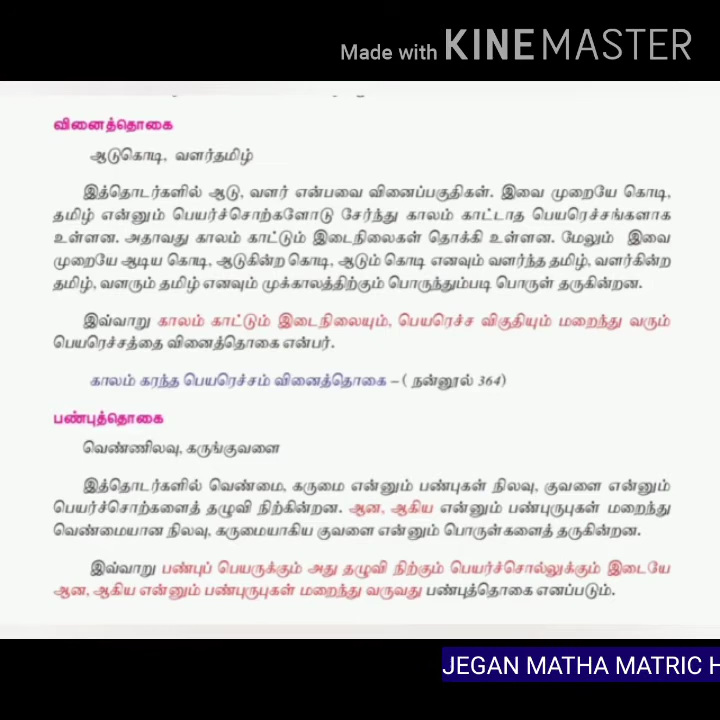 Made with KINEMASTER
வினைத்தொகை
ஆடுகொடி, வளர்தமிழ்
இத்தொடர்களில் ஆடு, வளர் என்பவை வினைப்பகுதிகள். இவை முறையே கொடி,
தமிழ் என்னும் பெயர்ச்சொற்களோடு சேர்ந்து காலம் காட்டாத பெயரெச்சங்களாக
உள்ளன. அதாவது காலம் காட்டும் இடைநிலைகள் தொக்கி உள்ளன. மேலும் இவை
முறையே ஆடிய கொடி, ஆடுகின்ற கொடி, ஆடும் கொடி எனவும் வளர்ந்த தமிழ், வளர்கின்ற
தமிழ், வளரும் தமிழ் எனவும் முக்காலத்திற்கும் பொருந்தும்படி பொருள் தருகின்றன.
இவ்வாறு காலம் காட்டும் இடைநிலையும், பெயரெச்ச விகுதியும் மறைந்து வரும்
பெயரெச்சத்தை வினைத்தொகை என்பர்.
காலம் கரந்த பெயரெச்சம் வினைத்தொகை – ( நன்னூல் 364)
பண்புத்தொகை
வெண்ணிலவு, கருங்குவளை
இத்தொடர்களில் வெண்மை, கருமை என்னும் பண்புகள் நிலவு, குவளை என்னும்
பெயர்ச்சொற்களைத் தழுவி நிற்கின்றன. ஆன, ஆகிய என்னும் பண்புருபுகள் மறைந்து
வெண்மையான நிலவு, கருமையாகிய குவளை என்னும் பொருள்களைத் தருகின்றன.
இவ்வாறு பண்புப் பெயருக்கும் அது தழுவி நிற்கும் பெயர்ச்சொல்லுக்கும் இடையே
ஆன, ஆகிய என்னும் பண்புருபுகள் மறைந்து வருவது பண்புத்தொகை எனப்படும்.
JEGAN MATHA MATRIC H